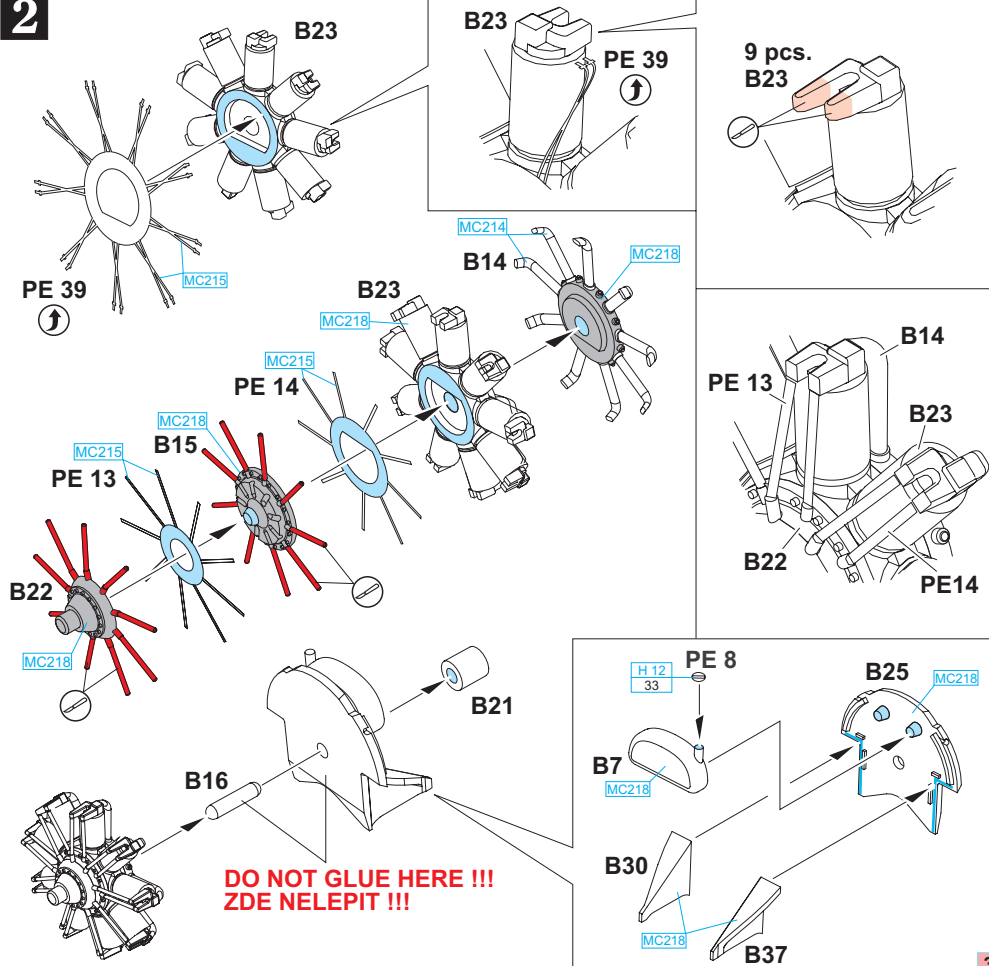 2
B23
PE 39
MC215
B23
PE 39
9 pcs.
B23
MC214
B14
MC218
B23
MC218
MC215
PE 14
MC218
B15
MC215
PE 13
B22
MC218
B14
PE 13
B23
B22
PE14
B21
B16
DO NOT GLUE HERE !!!
ZDE NELEPIT !!!
PE 8
H 12
33
B25
MC218
B7
MC218
B30
MC218
B37